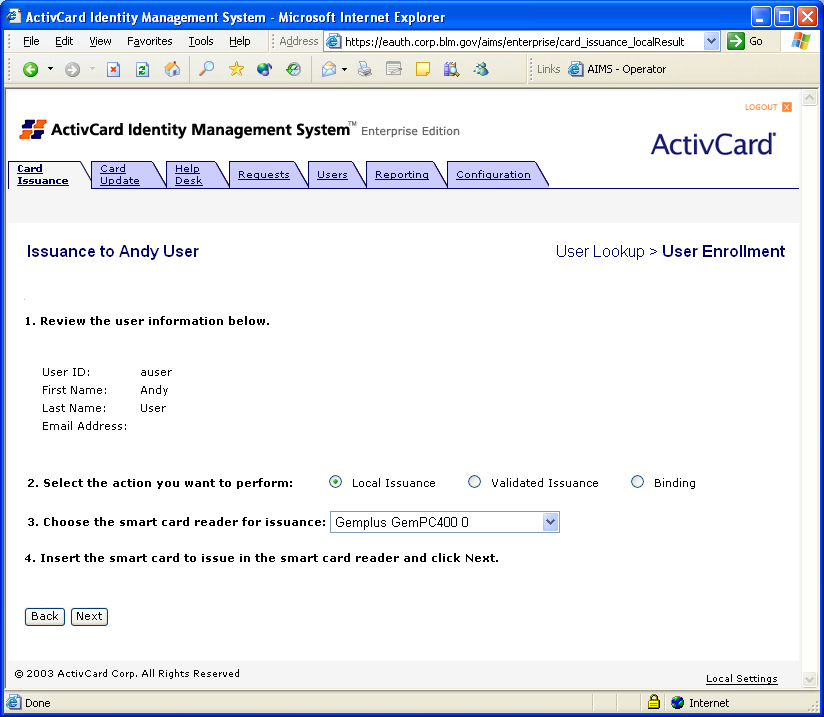 ActivCard Identity Management System - Microsoft Internet Explorer
File Edit View Favorites Tools Help Address https://eauth.corp.blm.gov/aims/enterprise/card_issuance_localResult Go
Links AIMS - Operator
LOGOUT X
ActivCard Identity Management System™ Enterprise Edition
ActivCard
Card Issuance
Card Update
Help Desk
Requests
Users
Reporting
Configuration
Issuance to Andy User
User Lookup > User Enrollment
1. Review the user information below.
User ID: auser
First Name: Andy
Last Name: User
Email Address:
2. Select the action you want to perform: Local Issuance Validated Issuance Binding
3. Choose the smart card reader for issuance: Gemplus GemPC400 0
4. Insert the smart card to issue in the smart card reader and click Next.
Back Next
© 2003 ActivCard Corp. All Rights Reserved
Local Settings
Done Internet